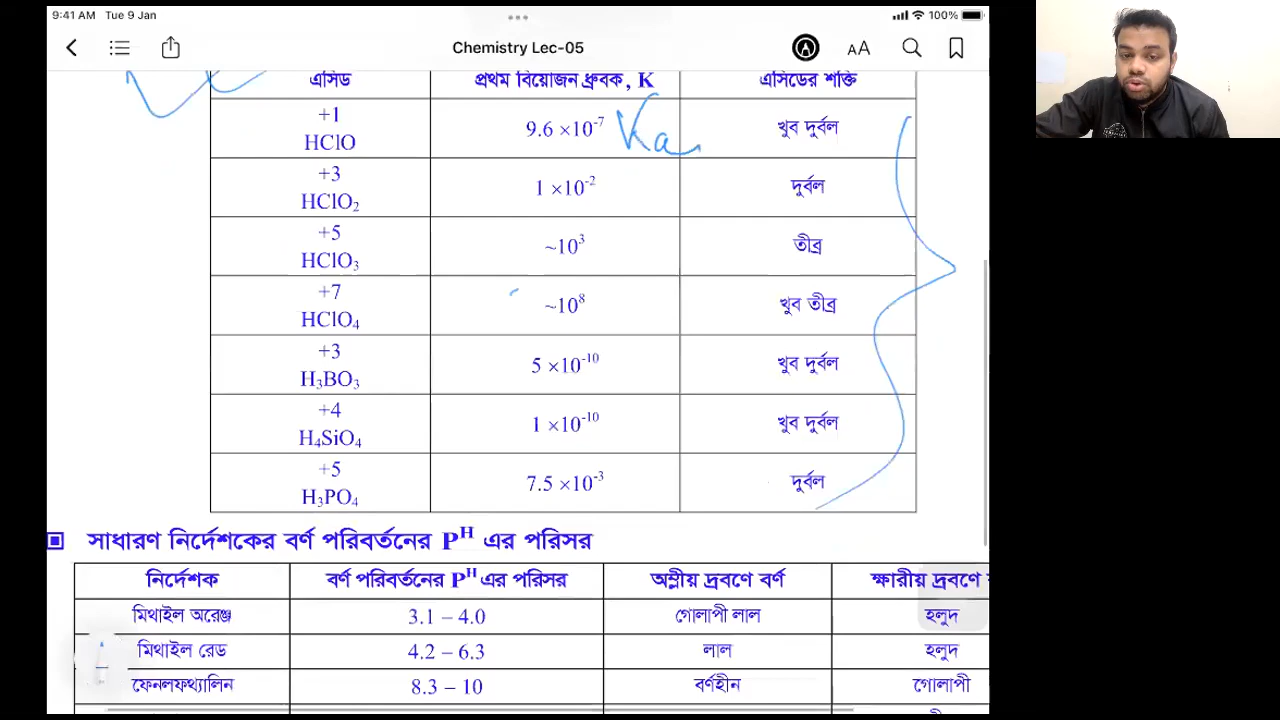 9:41 AM Tue 9 Jan
100%
Chemistry Lec-05
AA
এসিড প্রথম বিয়োজন ধ্রুবক, K এসিডের শক্তি
+1
HClO 9.6 ×10⁻⁷ Ka খুব দুর্বল
+3
HClO₂ 1 ×10⁻² দুর্বল
+5
HClO₃ ~10³ তীব্র
+7
HClO₄ ~10⁸ খুব তীব্র
+3
H₃BO₃ 5 ×10⁻¹⁰ খুব দুর্বল
+4
H₄SiO₄ 1 ×10⁻¹⁰ খুব দুর্বল
+5
H₃PO₄ 7.5 ×10⁻³ দুর্বল
সাধারণ নির্দেশকের বর্ণ পরিবর্তনের Pᴴ এর পরিসর
নির্দেশক বর্ণ পরিবর্তনের Pᴴ এর পরিসর অম্লীয় দ্রবণে বর্ণ ক্ষারীয় দ্রবণে
মিথাইল অরেঞ্জ 3.1 – 4.0 গোলাপী লাল হলুদ
মিথাইল রেড 4.2 – 6.3 লাল হলুদ
ফেনলফথ্যালিন 8.3 – 10 বর্ণহীন গোলাপী